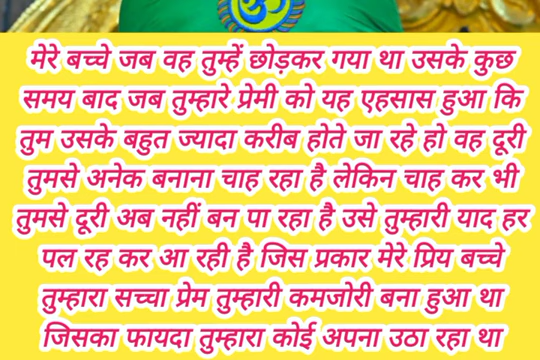 मेरे बच्चे जब वह तुम्हें छोड़कर गया था उसके कुछ
समय बाद जब तुम्हारे प्रेमी को यह एहसास हुआ कि
तुम उसके बहुत ज्यादा करीब होते जा रहे हो वह दूरी
तुमसे अनेक बनाना चाह रहा है लेकिन चाह कर भी
तुमसे दूरी अब नहीं बन पा रहा है उसे तुम्हारी याद हर
पल रह कर आ रही है जिस प्रकार मेरे प्रिय बच्चे
तुम्हारा सच्चा प्रेम तुम्हारी कमजोरी बना हुआ था
जिसका फायदा तुम्हारा कोई अपना उठा रहा था